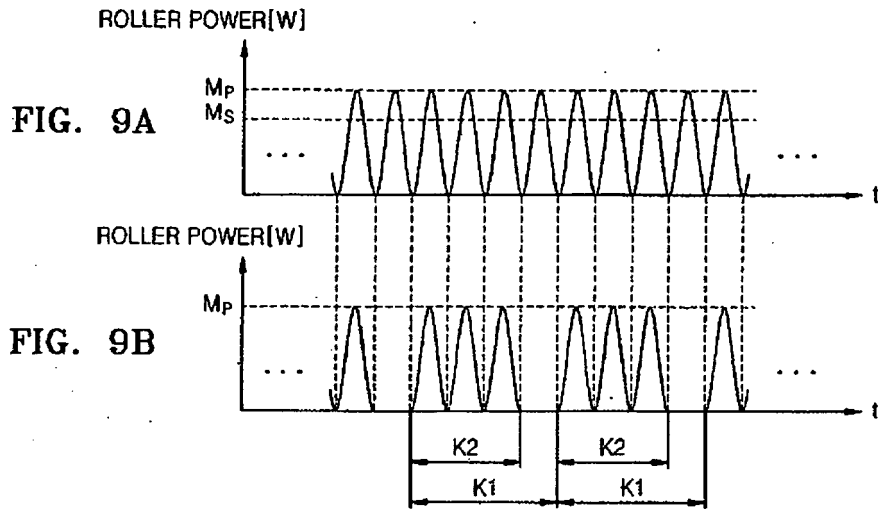 ROLLER POWER[W]
MP
MS
FIG. 9A
. . .
. . .
t
ROLLER POWER[W]
MP
FIG. 9B
. . .
. . .
t
K2
K2
K1
K1